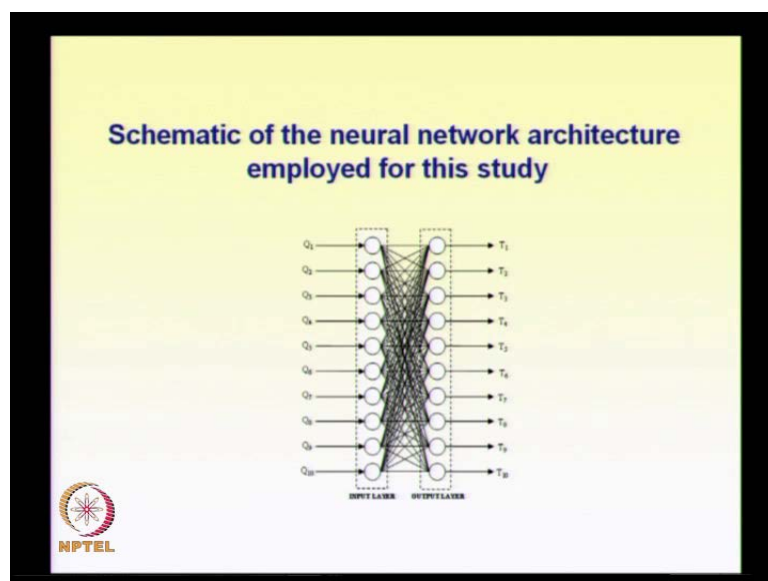 Schematic of the neural network architecture
employed for this study
Q1 T1
Q2 T2
Q3 T3
Q4 T4
Q5 T5
Q6 T6
Q7 T7
Q8 T8
Q9 T9
Q10 T10
INPUT LAYER OUTPUT LAYER
NPTEL